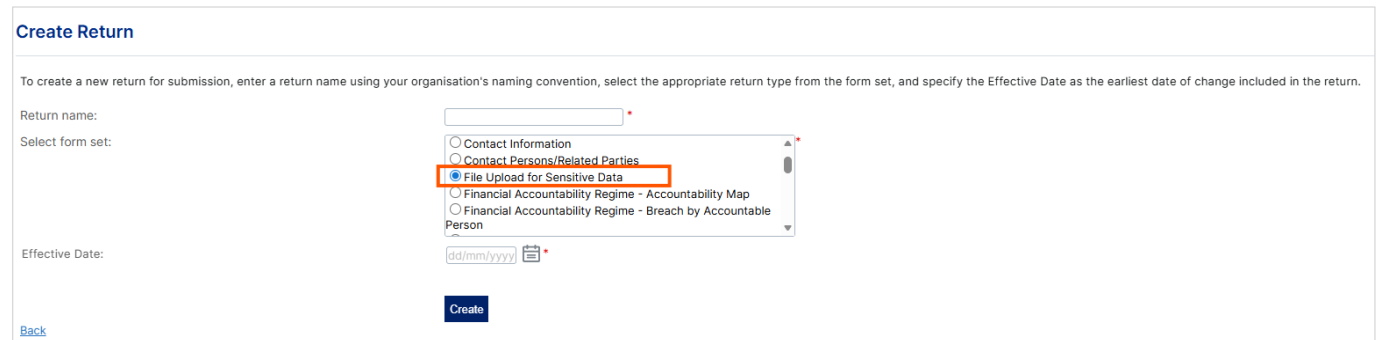 Create Return
To create a new return for submission, enter a return name using your organisation's naming convention, select the appropriate return type from the form set, and specify the Effective Date as the earliest date of change included in the return.
Return name: *
Select form set: *
Contact Information
Contact Persons/Related Parties
File Upload for Sensitive Data
Financial Accountability Regime - Accountability Map
Financial Accountability Regime - Breach by Accountable
Person
Effective Date: dd/mm/yyyy *
Create
Back